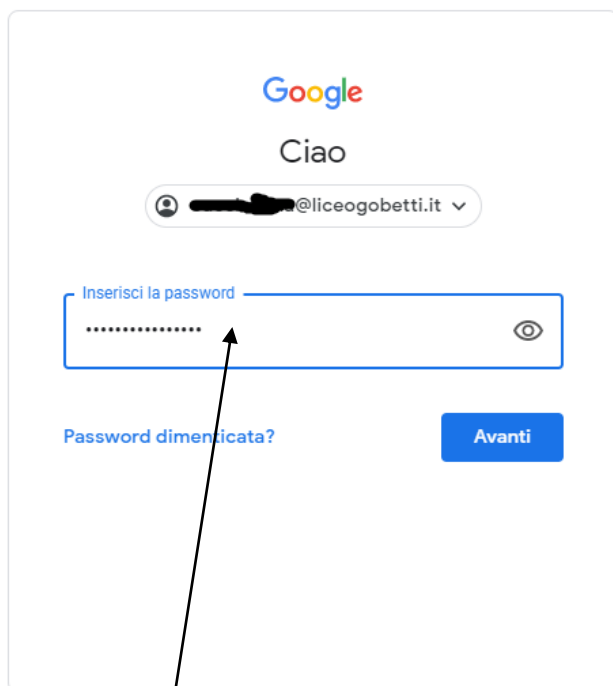 Google
Ciao
@liceogobetti.it
Inserisci la password
••••••••••••••••
Password dimenticata?
Avanti